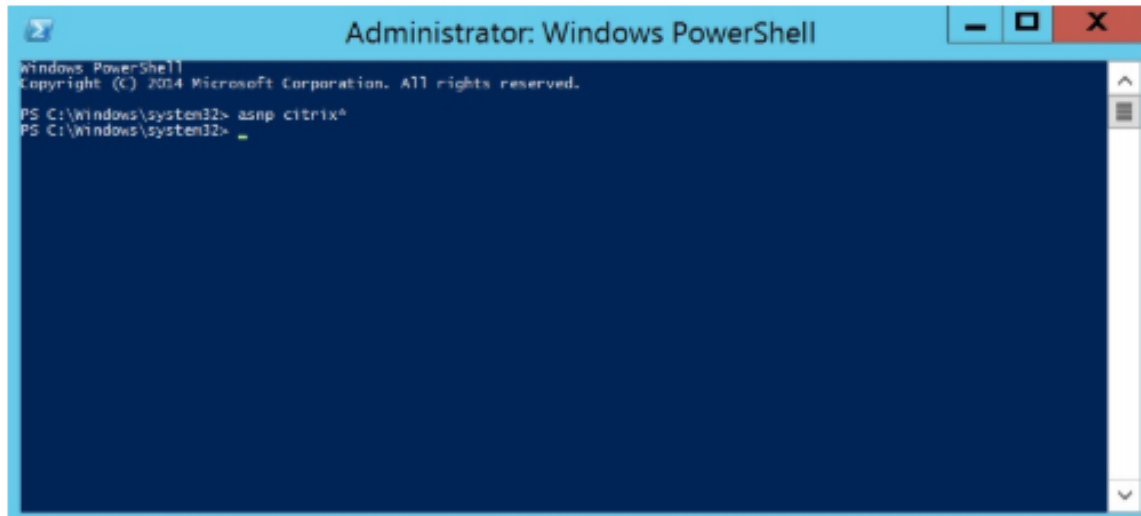 Administrator: Windows PowerShell
Windows PowerShell
Copyright (C) 2014 Microsoft Corporation. All rights reserved.
PS C:\Windows\system32> asnp citrix*
PS C:\Windows\system32> _